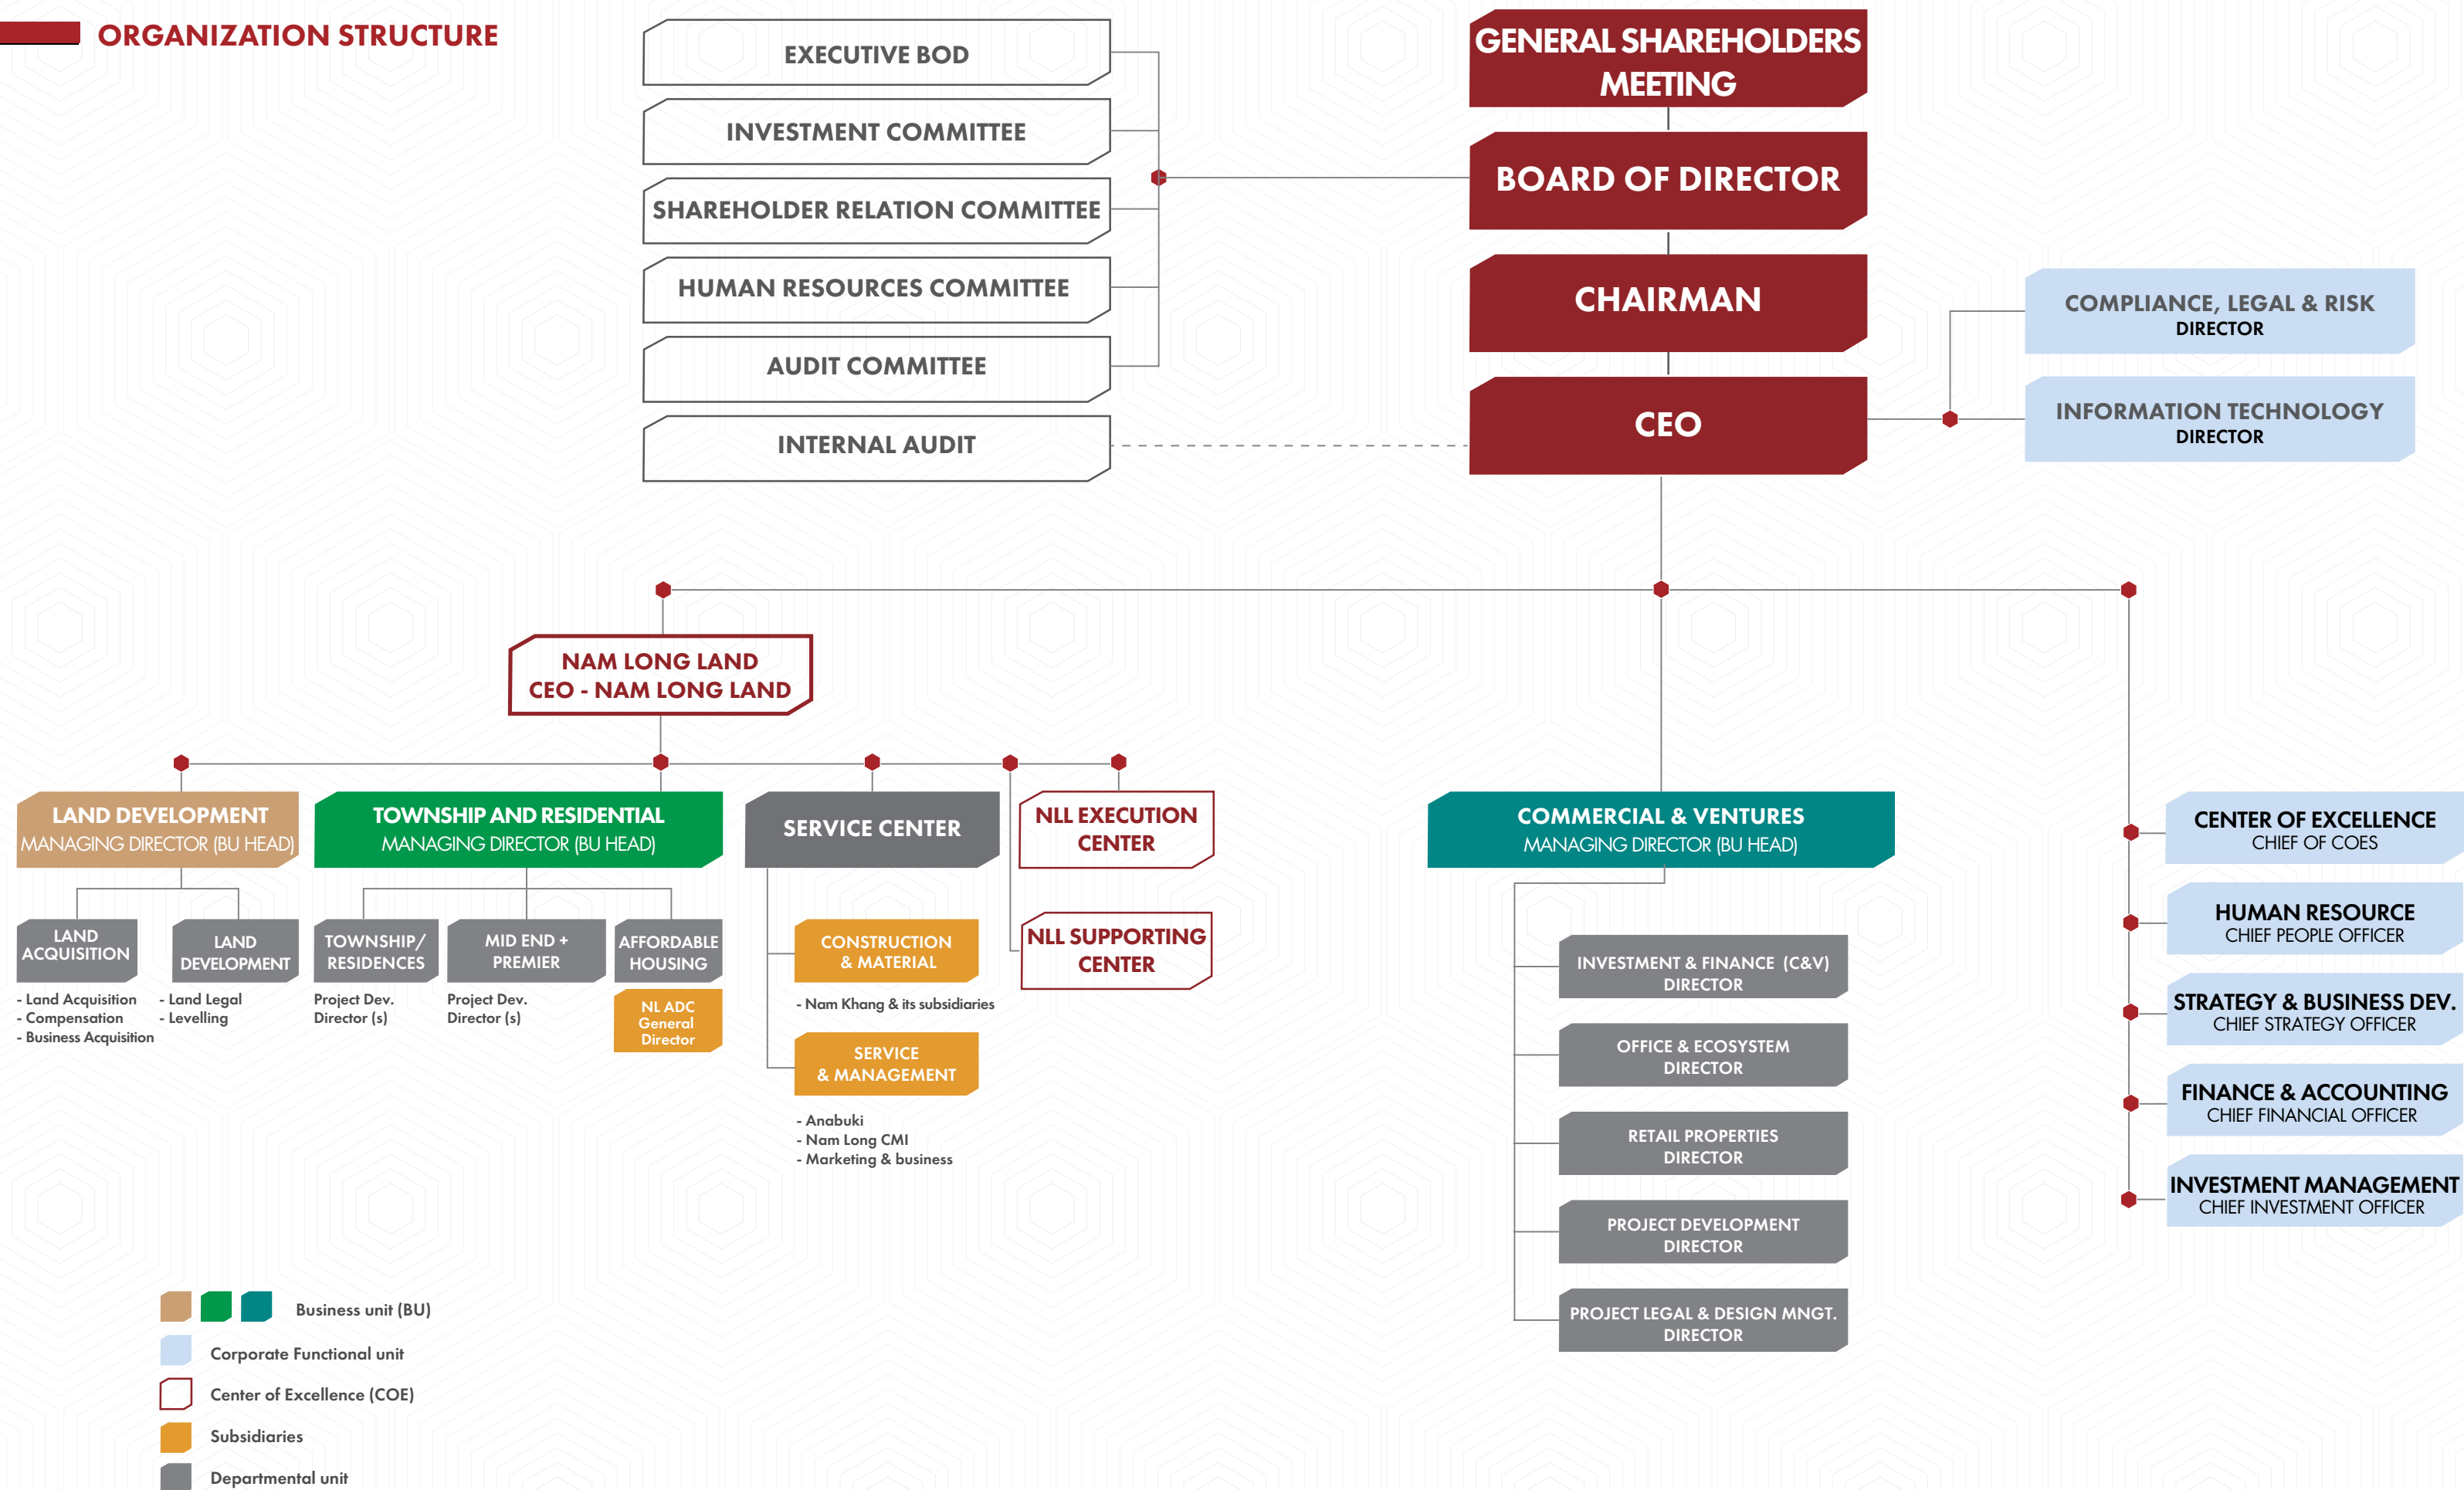 ORGANIZATION STRUCTURE
EXECUTIVE BOD
INVESTMENT COMMITTEE
SHAREHOLDER RELATION COMMITTEE
HUMAN RESOURCES COMMITTEE
AUDIT COMMITTEE
INTERNAL AUDIT
GENERAL SHAREHOLDERS
MEETING
BOARD OF DIRECTOR
CHAIRMAN
CEO
COMPLIANCE, LEGAL & RISK
DIRECTOR
INFORMATION TECHNOLOGY
DIRECTOR
NAM LONG LAND
CEO - NAM LONG LAND
LAND DEVELOPMENT
MANAGING DIRECTOR (BU HEAD)
LAND
ACQUISITION
- Land Acquisition
- Compensation
- Business Acquisition
LAND
DEVELOPMENT
- Land Legal
- Levelling
TOWNSHIP AND RESIDENTIAL
MANAGING DIRECTOR (BU HEAD)
TOWNSHIP/
RESIDENCES
Project Dev.
Director (s)
MID END +
PREMIER
Project Dev.
Director (s)
AFFORDABLE
HOUSING
NL ADC
General
Director
SERVICE CENTER
CONSTRUCTION
& MATERIAL
- Nam Khang & its subsidiaries
SERVICE
& MANAGEMENT
- Anabuki
- Nam Long CMI
- Marketing & business
NLL EXECUTION
CENTER
NLL SUPPORTING
CENTER
COMMERCIAL & VENTURES
MANAGING DIRECTOR (BU HEAD)
INVESTMENT & FINANCE (C&V)
DIRECTOR
OFFICE & ECOSYSTEM
DIRECTOR
RETAIL PROPERTIES
DIRECTOR
PROJECT DEVELOPMENT
DIRECTOR
PROJECT LEGAL & DESIGN MNGT.
DIRECTOR
CENTER OF EXCELLENCE
CHIEF OF COES
HUMAN RESOURCE
CHIEF PEOPLE OFFICER
STRATEGY & BUSINESS DEV.
CHIEF STRATEGY OFFICER
FINANCE & ACCOUNTING
CHIEF FINANCIAL OFFICER
INVESTMENT MANAGEMENT
CHIEF INVESTMENT OFFICER
Business unit (BU)
Corporate Functional unit
Center of Excellence (COE)
Subsidiaries
Departmental unit